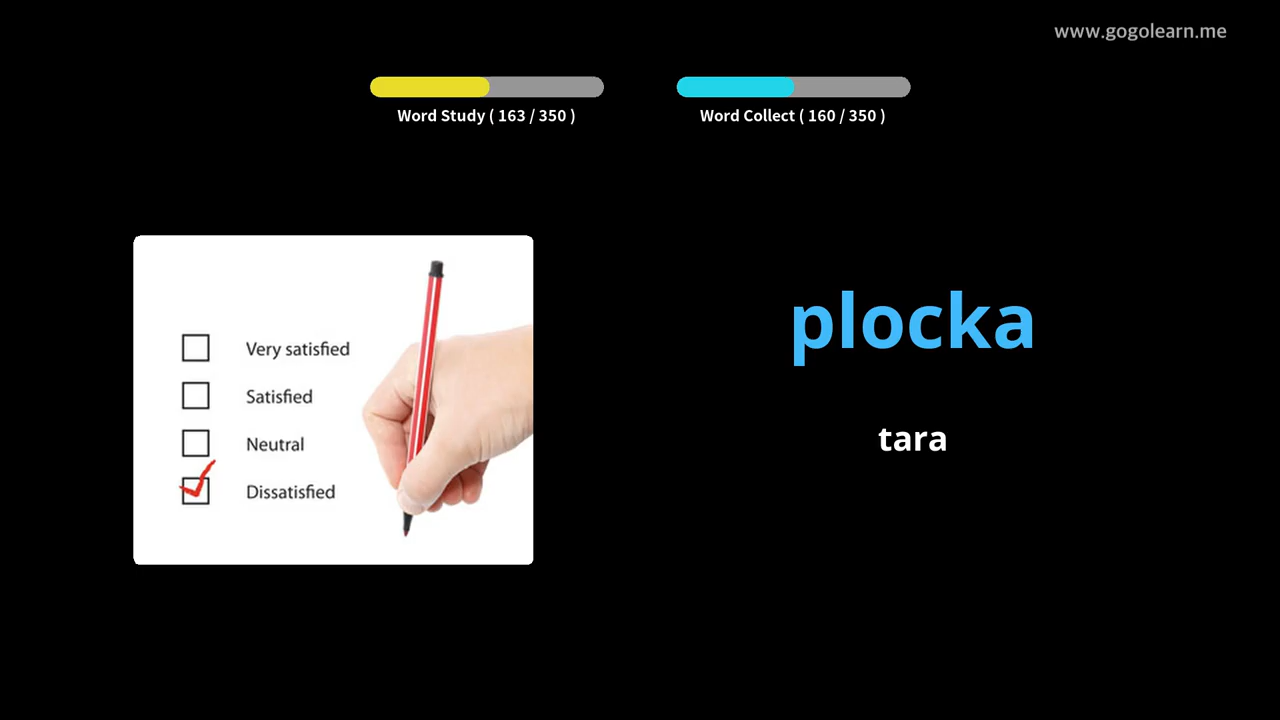 www.gogolearn.me
Word Study ( 163 / 350 )
Word Collect ( 160 / 350 )
Very satisfied
Satisfied
Neutral
Dissatisfied
plocka
tara